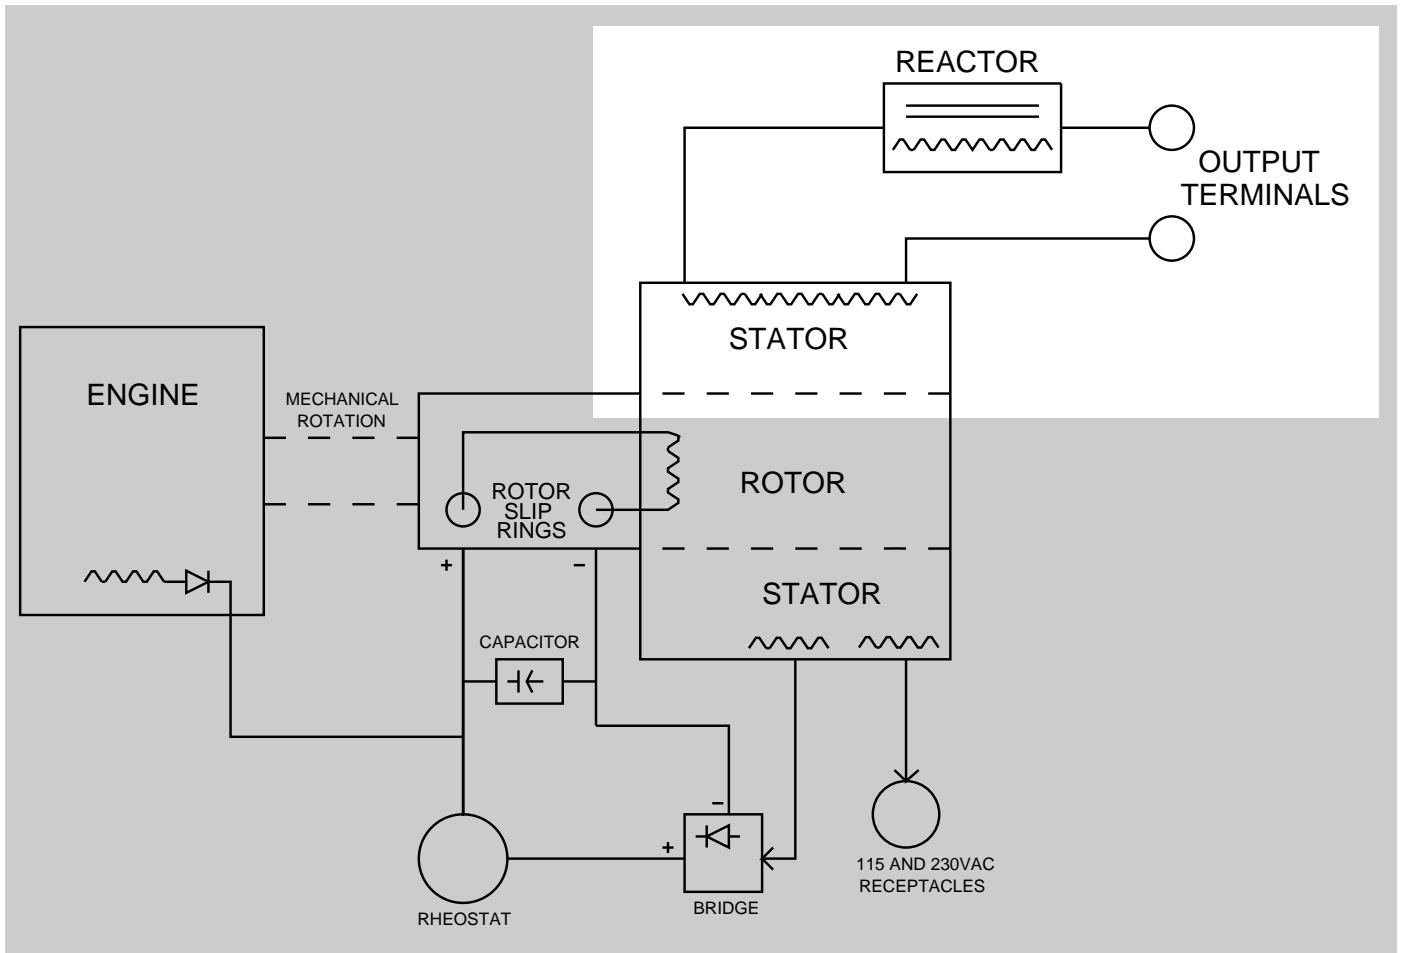 REACTOR
OUTPUT
TERMINALS
STATOR
ENGINE
MECHANICAL
ROTATION
ROTOR
SLIP
RINGS
ROTOR
+
−
STATOR
CAPACITOR
−
+
115 AND 230VAC
RECEPTACLES
BRIDGE
RHEOSTAT